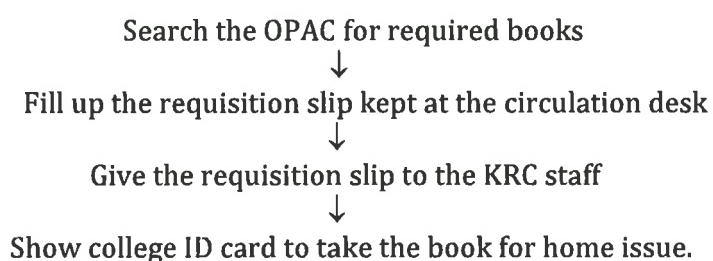 Search the OPAC for required books
↓
Fill up the requisition slip kept at the circulation desk
↓
Give the requisition slip to the KRC staff
↓
Show college ID card to take the book for home issue.